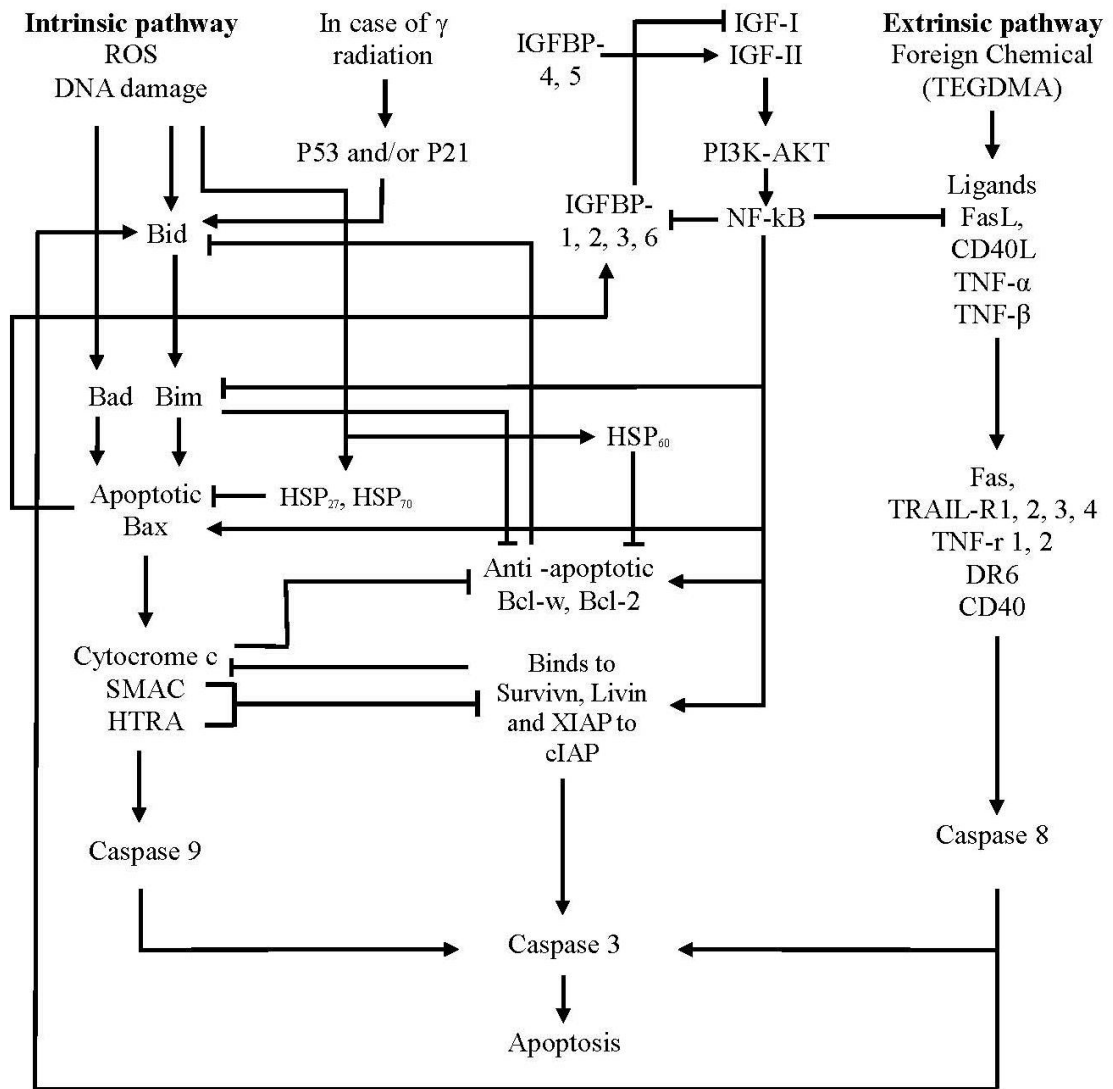 Intrinsic pathway
ROS
DNA damage
In case of γ
radiation
P53 and/or P21
IGFBP-
4, 5
IGF-I
IGF-II
PI3K-AKT
NF-kB
IGFBP-
1, 2, 3, 6
Extrinsic pathway
Foreign Chemical
(TEGDMA)
Ligands
FasL,
CD40L
TNF-α
TNF-β
Bid
Bad
Bim
HSP60
Apoptotic
Bax
HSP27, HSP70
Fas,
TRAIL-R1, 2, 3, 4
TNF-r 1, 2
DR6
CD40
Anti -apoptotic
Bcl-w, Bcl-2
Cytocrome c
SMAC
HTRA
Binds to
Survivn, Livin
and XIAP to
cIAP
Caspase 9
Caspase 8
Caspase 3
Apoptosis